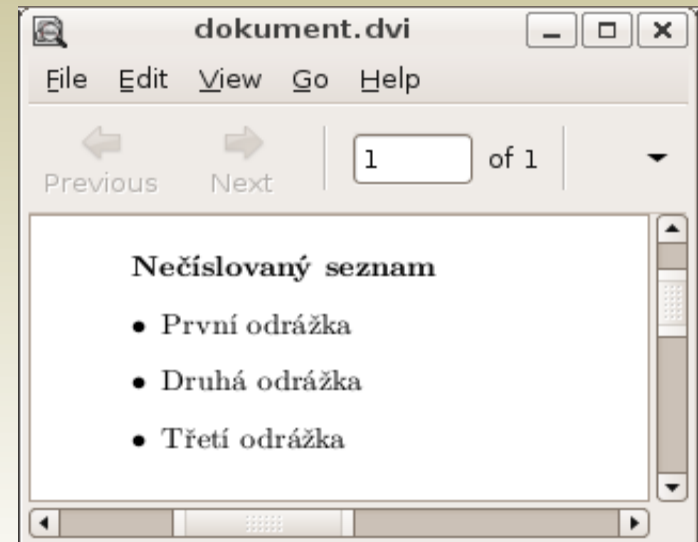 dokument.dvi
File Edit View Go Help
Previous Next 1 of 1
Nečíslovaný seznam
• První odrážka
• Druhá odrážka
• Třetí odrážka